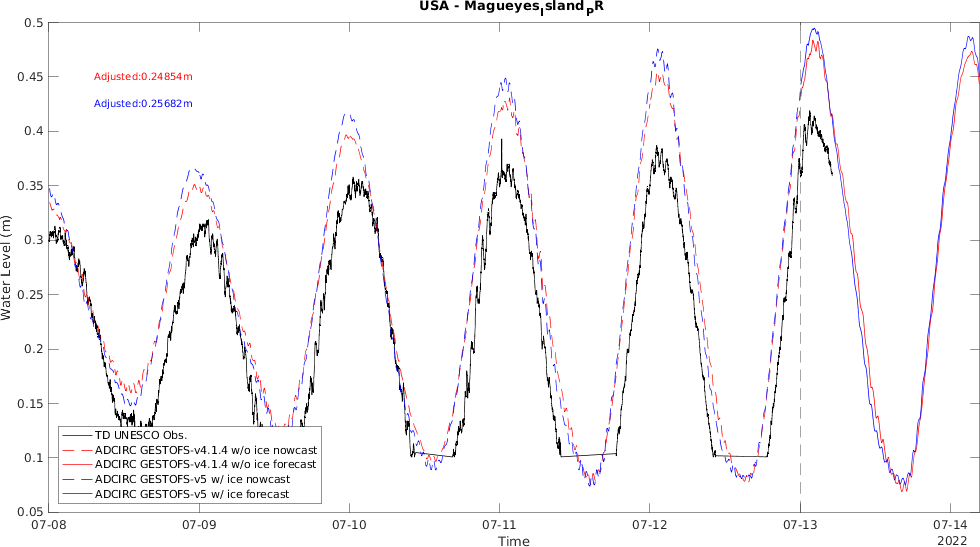 USA - Magueyes_Island_PR
Adjusted:0.24854m
Adjusted:0.25682m
0.5
0.45
0.4
0.35
0.3
0.25
0.2
0.15
0.1
0.05
Water Level (m)
TD UNESCO Obs.
ADCIRC GESTOFS-v4.1.4 w/o ice nowcast
ADCIRC GESTOFS-v4.1.4 w/o ice forecast
ADCIRC GESTOFS-v5 w/ ice nowcast
ADCIRC GESTOFS-v5 w/ ice forecast
07-08 07-09 07-10 07-11 07-12 07-13 07-14
Time 2022